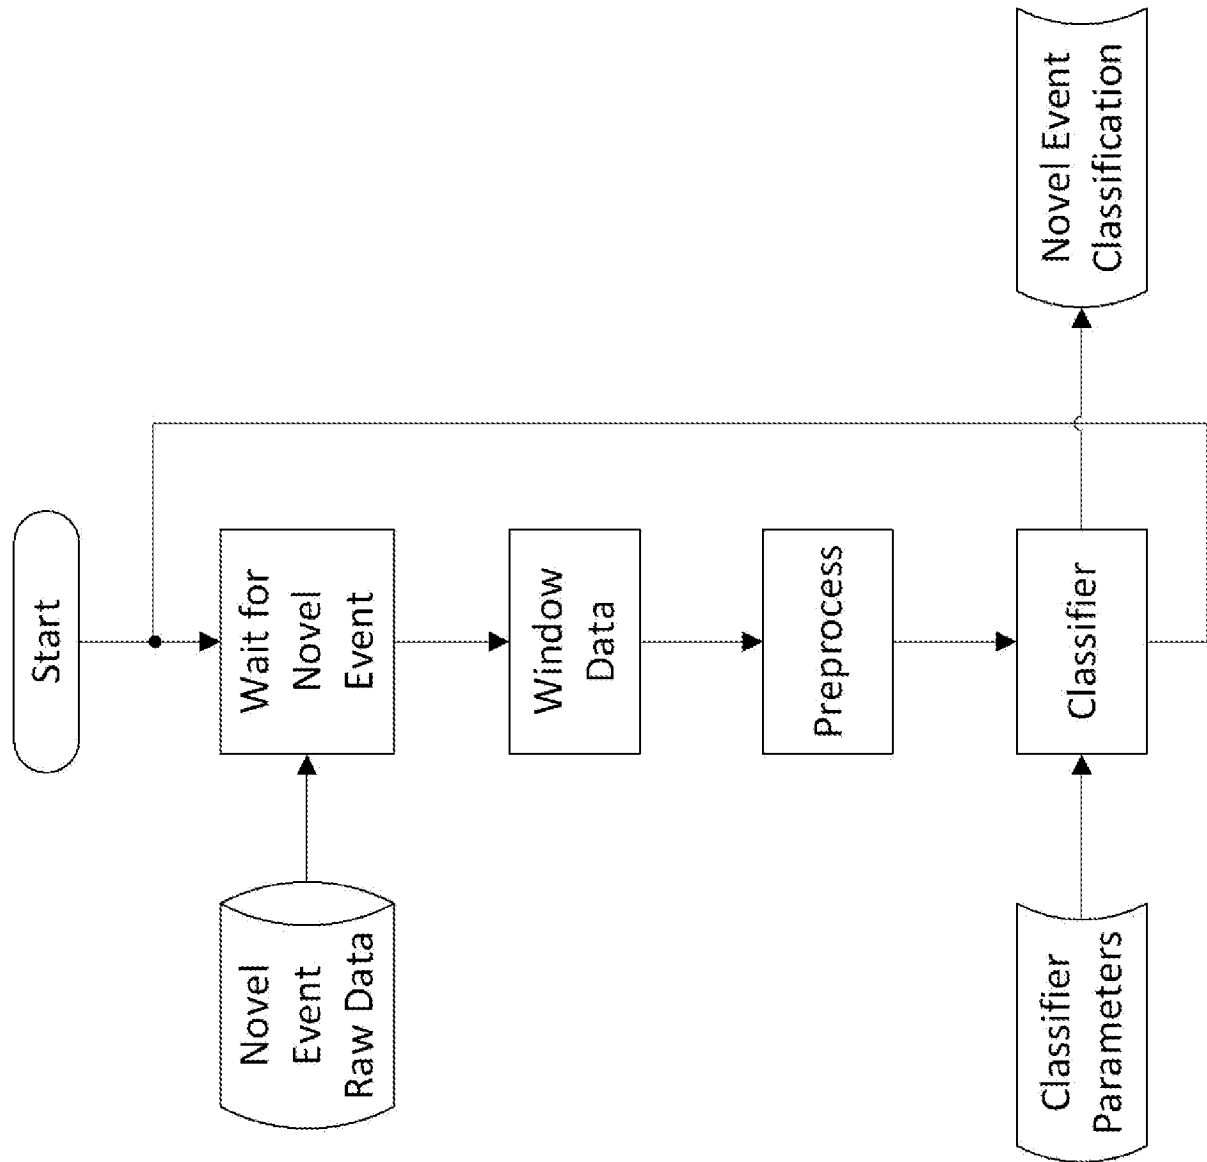 Start
Wait for
Novel
Event
Novel
Event
Raw Data
Window
Data
Preprocess
Classifier
Classifier
Parameters
Novel Event
Classification